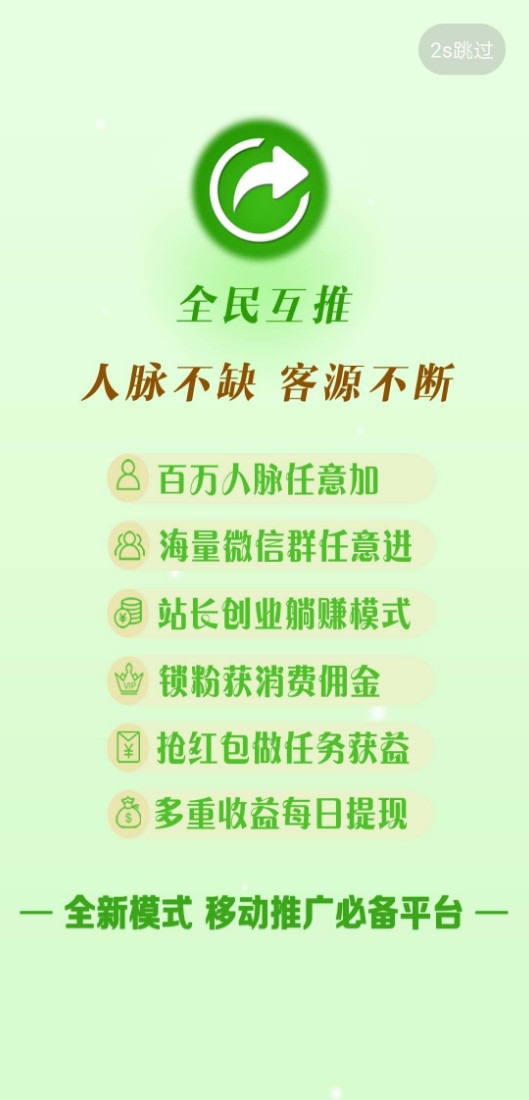 2s跳过
全民互推
人脉不缺 客源不断
百万人脉任意加
海量微信群任意进
站长创业躺赚模式
VIP
锁粉获消费佣金
抢红包做任务获益
多重收益每日提现
— 全新模式 移动推广必备平台 —